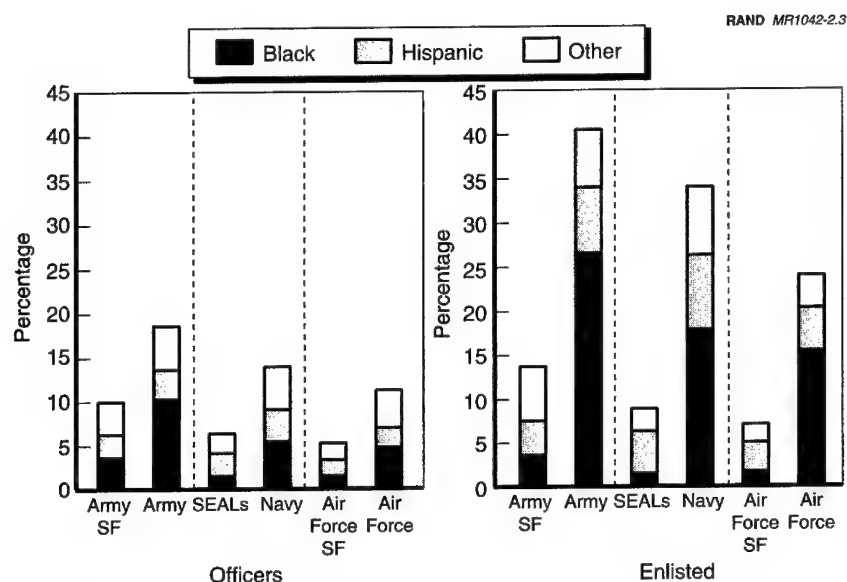 RAND MR1042-2.3
Black Hispanic Other
45
40
35
30
25
20
15
10
5
0
Percentage
Army SF Army SEALs Navy Air Force SF Air Force
Officers
45
40
35
30
25
20
15
10
5
0
Percentage
Army SF Army SEALs Navy Air Force SF Air Force
Enlisted